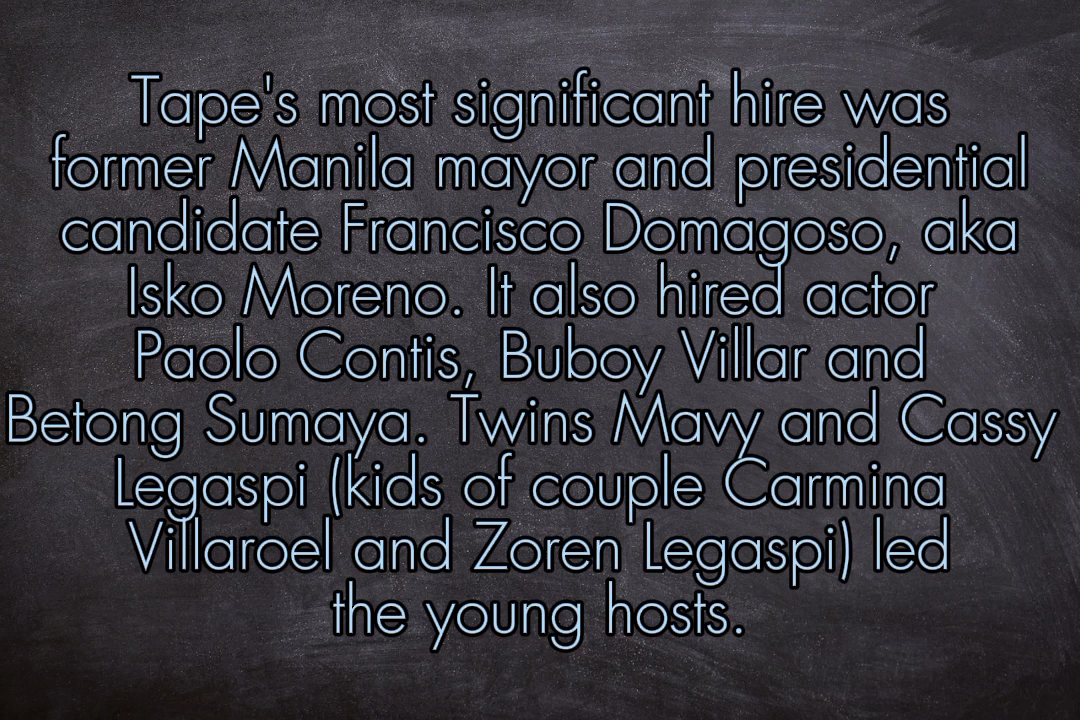 Tape's most significant hire was
former Manila mayor and presidential
candidate Francisco Domagoso, aka
Isko Moreno. It also hired actor
Paolo Contis, Buboy Villar and
Betong Sumaya. Twins Mavy and Cassy
Legaspi (kids of couple Carmina
Villaroel and Zoren Legaspi) led
the young hosts.